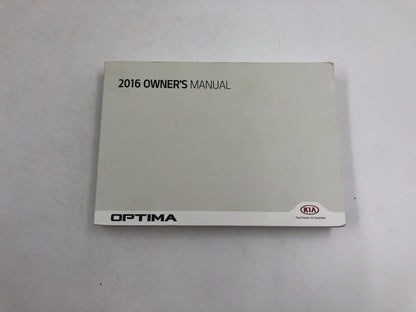 2016 OWNER'S MANUAL
OPTIMA
KIA
The Power to Surprise